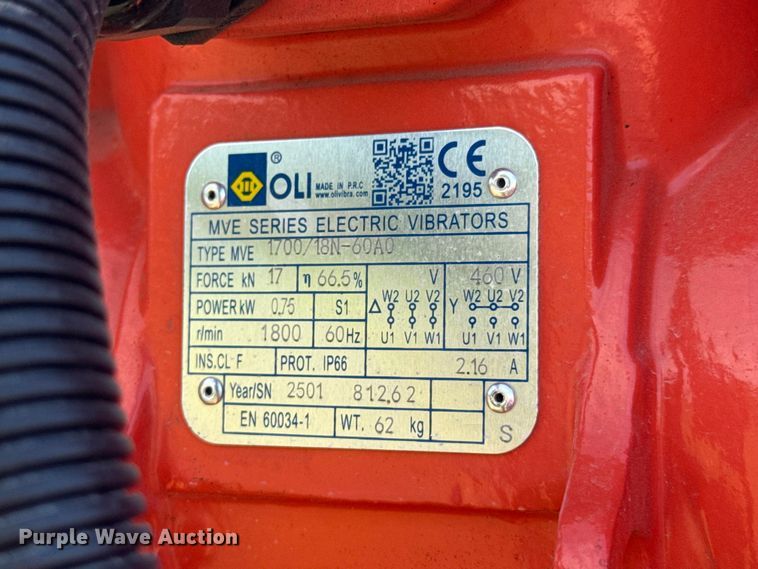 ® OLI MADE IN P.R.C
www.olivibra.com
CE
2195
MVE SERIES ELECTRIC VIBRATORS
TYPE MVE 1700/18N-60A0
FORCE kN 17 η 66.5% V 460 V
POWER kW 0.75 S1 Δ W2 U2 V2 Y W2 U2 V2
r/min 1800 60Hz U1 V1 W1 U1 V1 W1
INS.CL F PROT. IP66 2.16 A
Year/SN 2501 81262
EN 60034-1 WT. 62 kg S
Purple Wave Auction